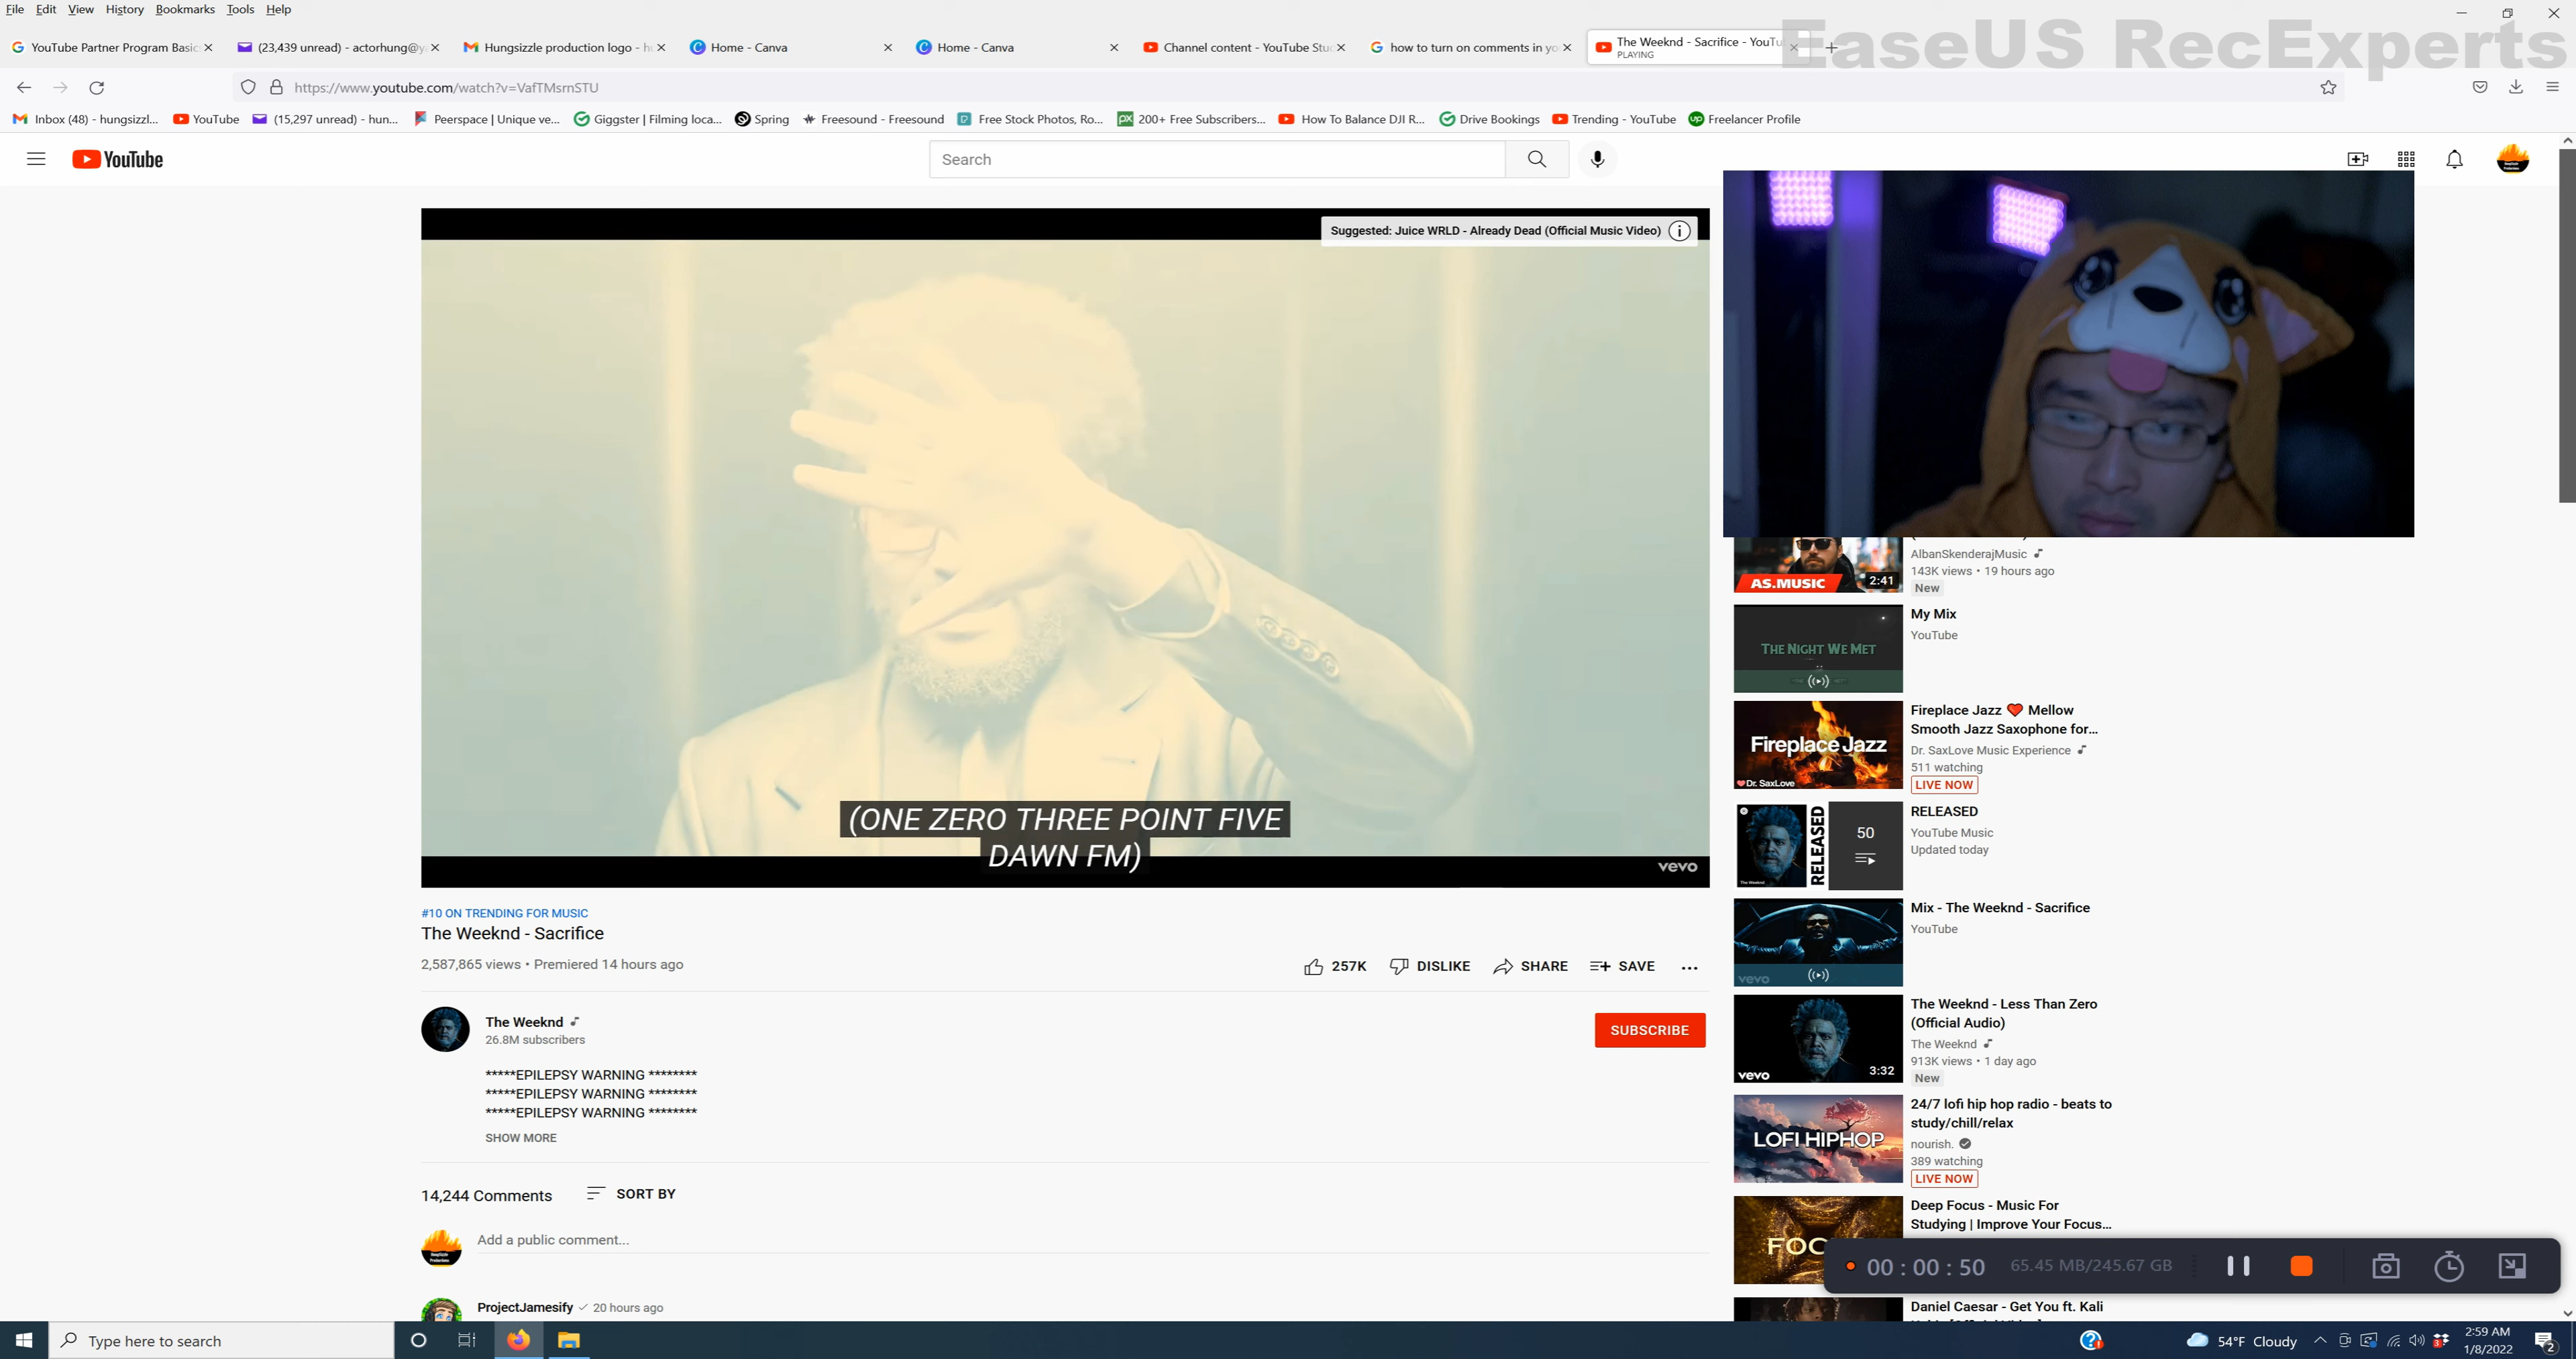 File Edit View History Bookmarks Tools Help
EaseUS RecExperts
YouTube Partner Program Basic
(23,439 unread) - actorhung@y
Hungsizzle production logo - h
Home - Canva
Home - Canva
Channel content - YouTube Stu
how to turn on comments in yo
The Weeknd - Sacrifice - YouTu
PLAYING
https://www.youtube.com/watch?v=VafTMsrnSTU
Inbox (48) - hungsizzl...
YouTube
(15,297 unread) - hun...
Peerspace | Unique ve...
Giggster | Filming loca...
Spring
Freesound - Freesound
Free Stock Photos, Ro...
200+ Free Subscribers...
How To Balance DJI R...
Drive Bookings
Trending - YouTube
Freelancer Profile
YouTube
Search
Suggested: Juice WRLD - Already Dead (Official Music Video)
(ONE ZERO THREE POINT FIVE
DAWN FM)
vevo
#10 ON TRENDING FOR MUSIC
The Weeknd - Sacrifice
2,587,865 views • Premiered 14 hours ago
257K DISLIKE SHARE SAVE
The Weeknd
26.8M subscribers
SUBSCRIBE
*****EPILEPSY WARNING ********
*****EPILEPSY WARNING ********
*****EPILEPSY WARNING ********
SHOW MORE
14,244 Comments SORT BY
Add a public comment...
ProjectJamesify 20 hours ago
AS.MUSIC
2:41
AlbanSkenderajMusic
143K views • 19 hours ago
New
THE NIGHT WE MET
My Mix
YouTube
Fireplace Jazz
Dr. SaxLove
Fireplace Jazz ❤ Mellow
Smooth Jazz Saxophone for...
Dr. SaxLove Music Experience
511 watching
LIVE NOW
The Weeknd
RELEASED
50
RELEASED
YouTube Music
Updated today
vevo
Mix - The Weeknd - Sacrifice
YouTube
vevo
3:32
The Weeknd - Less Than Zero
(Official Audio)
The Weeknd
913K views • 1 day ago
New
LOFI HIPHOP
24/7 lofi hip hop radio - beats to
study/chill/relax
nourish.
389 watching
LIVE NOW
FOC
Deep Focus - Music For
Studying | Improve Your Focus...
00 : 00 : 50 65.45 MB/245.67 GB
Daniel Caesar - Get You ft. Kali
Type here to search
54°F Cloudy
2:59 AM
1/8/2022
2